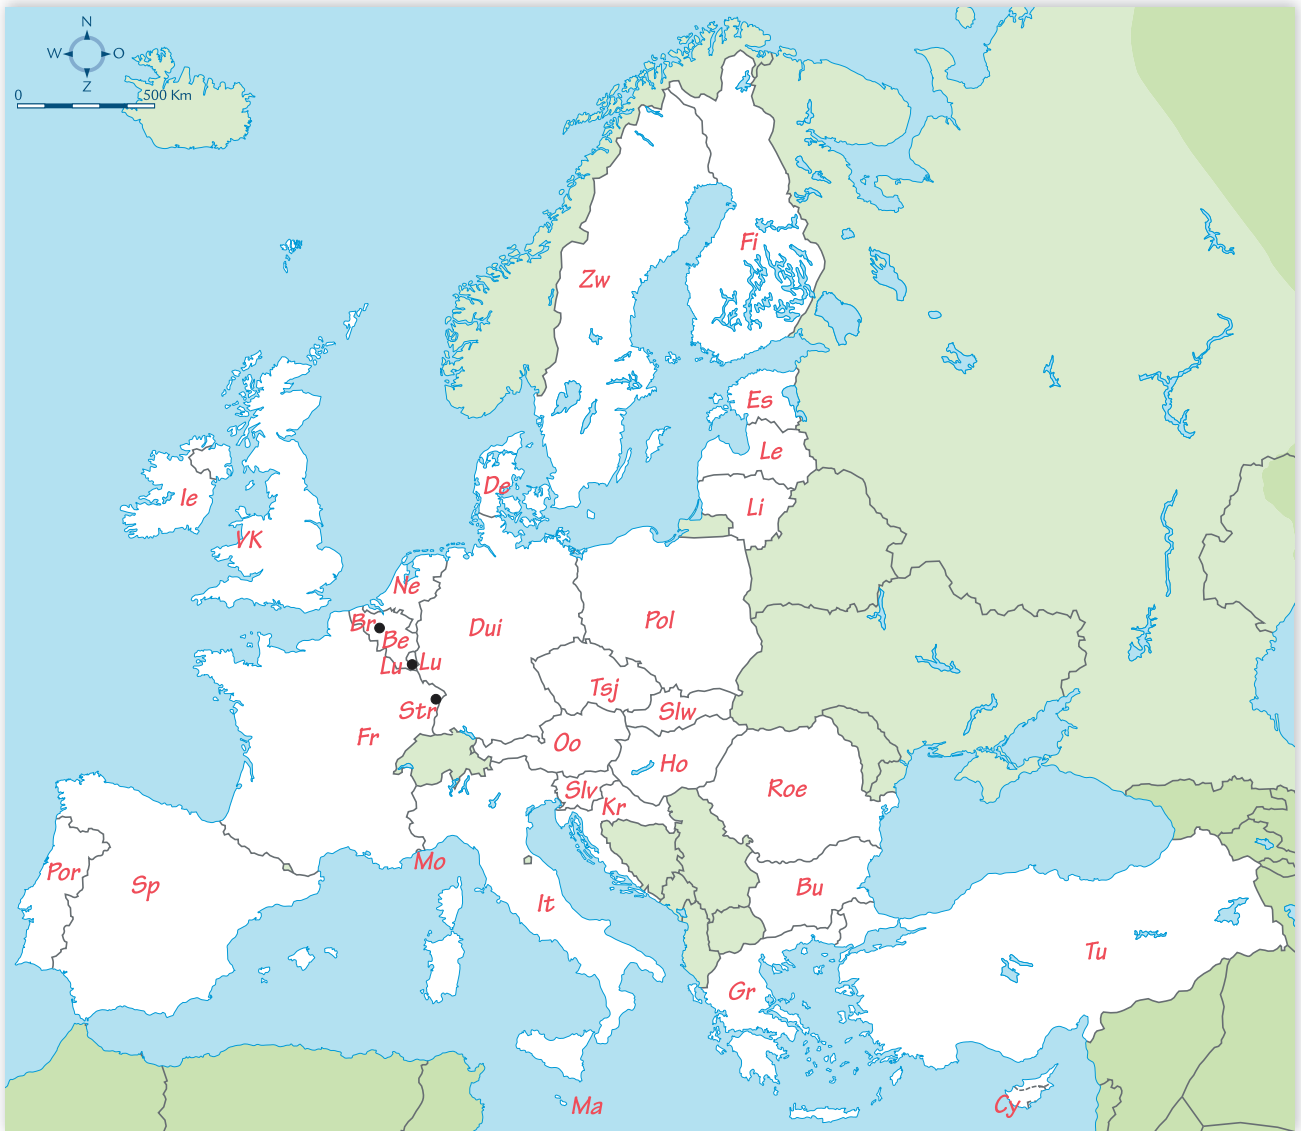 N
W O
Z
0 500 Km
Fi
Zw
Es
Le
De
Ie
Li
VK
Ne
Br
Be
Dui
Pol
Lu Lu
Tsj
Str
Slw
Fr
Oo
Ho
Slv
Kr
Roe
Mo
Por
Sp
Bu
It
Tu
Gr
Ma
Cy